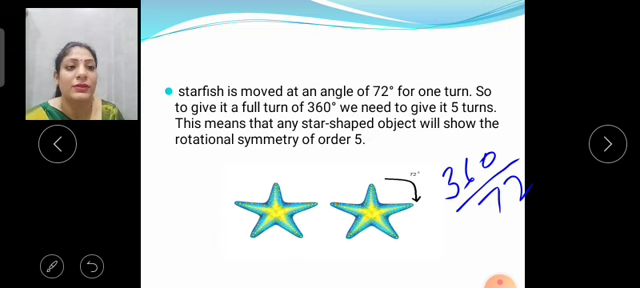 starfish is moved at an angle of 72° for one turn. So
to give it a full turn of 360° we need to give it 5 turns.
This means that any star-shaped object will show the
rotational symmetry of order 5.
72°
360
72